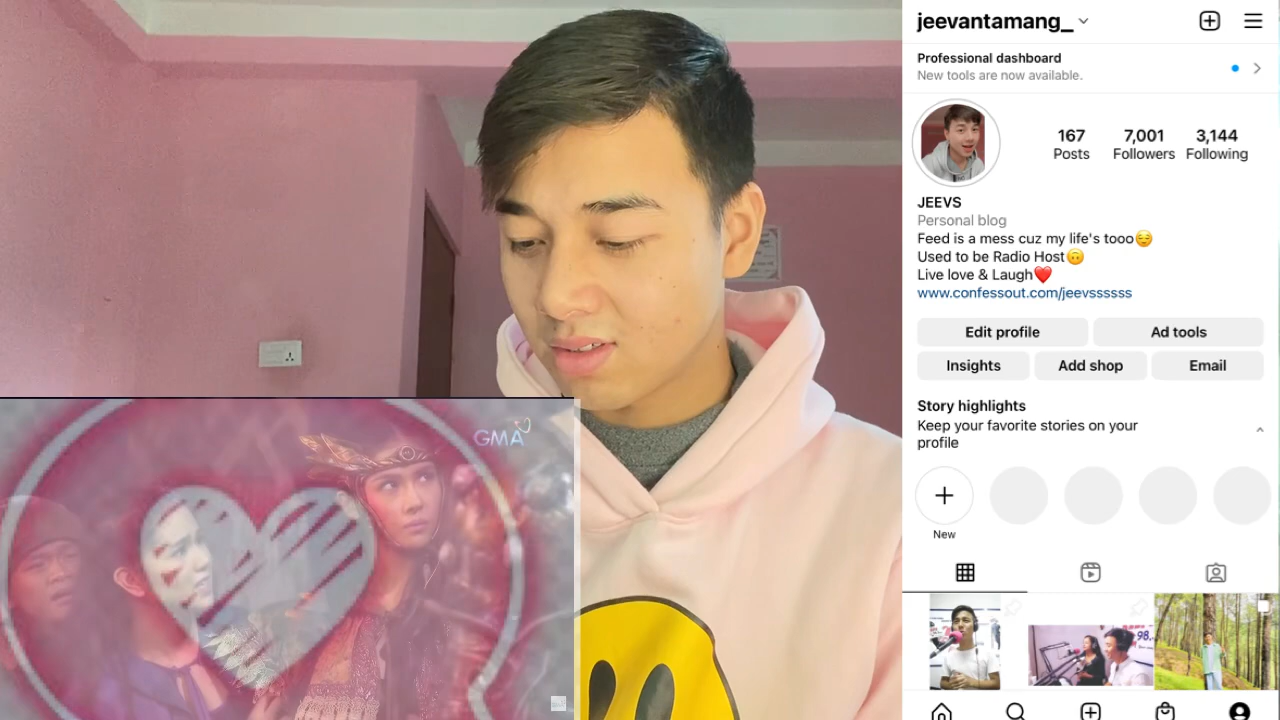 GMA
jeevantamang_
Professional dashboard
New tools are now available.
167
Posts
7,001
Followers
3,144
Following
JEEVS
Personal blog
Feed is a mess cuz my life's tooo😌
Used to be Radio Host🙃
Live love & Laugh❤️
www.confessout.com/jeevssssss
Edit profile
Ad tools
Insights
Add shop
Email
Story highlights
Keep your favorite stories on your
profile
New
98.